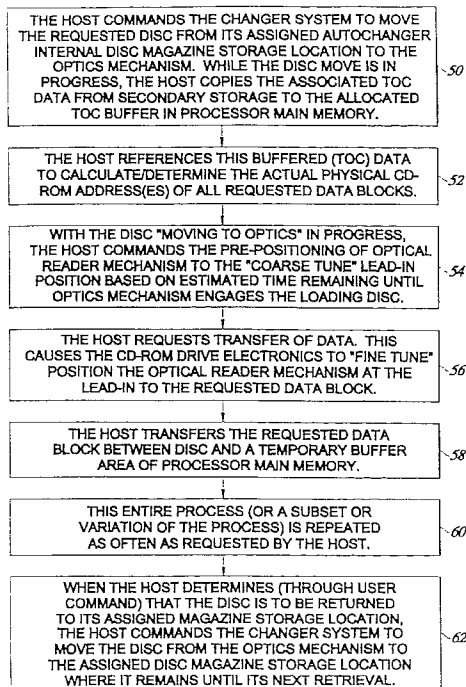 THE HOST COMMANDS THE CHANGER SYSTEM TO MOVE
THE REQUESTED DISC FROM ITS ASSIGNED AUTOCHANGER
INTERNAL DISC MAGAZINE STORAGE LOCATION TO THE
OPTICS MECHANISM. WHILE THE DISC MOVE IS IN
PROGRESS, THE HOST COPIES THE ASSOCIATED TOC
DATA FROM SECONDARY STORAGE TO THE ALLOCATED
TOC BUFFER IN PROCESSOR MAIN MEMORY.
50
THE HOST REFERENCES THIS BUFFERED (TOC) DATA
TO CALCULATE/DETERMINE THE ACTUAL PHYSICAL CD-
ROM ADDRESS(ES) OF ALL REQUESTED DATA BLOCKS.
52
WITH THE DISC "MOVING TO OPTICS" IN PROGRESS,
THE HOST COMMANDS THE PRE-POSITIONING OF OPTICAL
READER MECHANISM TO THE "COARSE TUNE" LEAD-IN
POSITION BASED ON ESTIMATED TIME REMAINING UNTIL
OPTICS MECHANISM ENGAGES THE LOADING DISC.
54
THE HOST REQUESTS TRANSFER OF DATA. THIS
CAUSES THE CD-ROM DRIVE ELECTRONICS TO "FINE TUNE"
POSITION THE OPTICAL READER MECHANISM AT THE
LEAD-IN TO THE REQUESTED DATA BLOCK.
56
THE HOST TRANSFERS THE REQUESTED DATA
BLOCK BETWEEN DISC AND A TEMPORARY BUFFER
AREA OF PROCESSOR MAIN MEMORY.
58
THIS ENTIRE PROCESS (OR A SUBSET OR
VARIATION OF THE PROCESS) IS REPEATED
AS OFTEN AS REQUESTED BY THE HOST.
60
WHEN THE HOST DETERMINES (THROUGH USER
COMMAND) THAT THE DISC IS TO BE RETURNED
TO ITS ASSIGNED MAGAZINE STORAGE LOCATION,
THE HOST COMMANDS THE CHANGER SYSTEM TO
MOVE THE DISC FROM THE OPTICS MECHANISM TO
THE ASSIGNED DISC MAGAZINE STORAGE LOCATION
WHERE IT REMAINS UNTIL ITS NEXT RETRIEVAL.
62